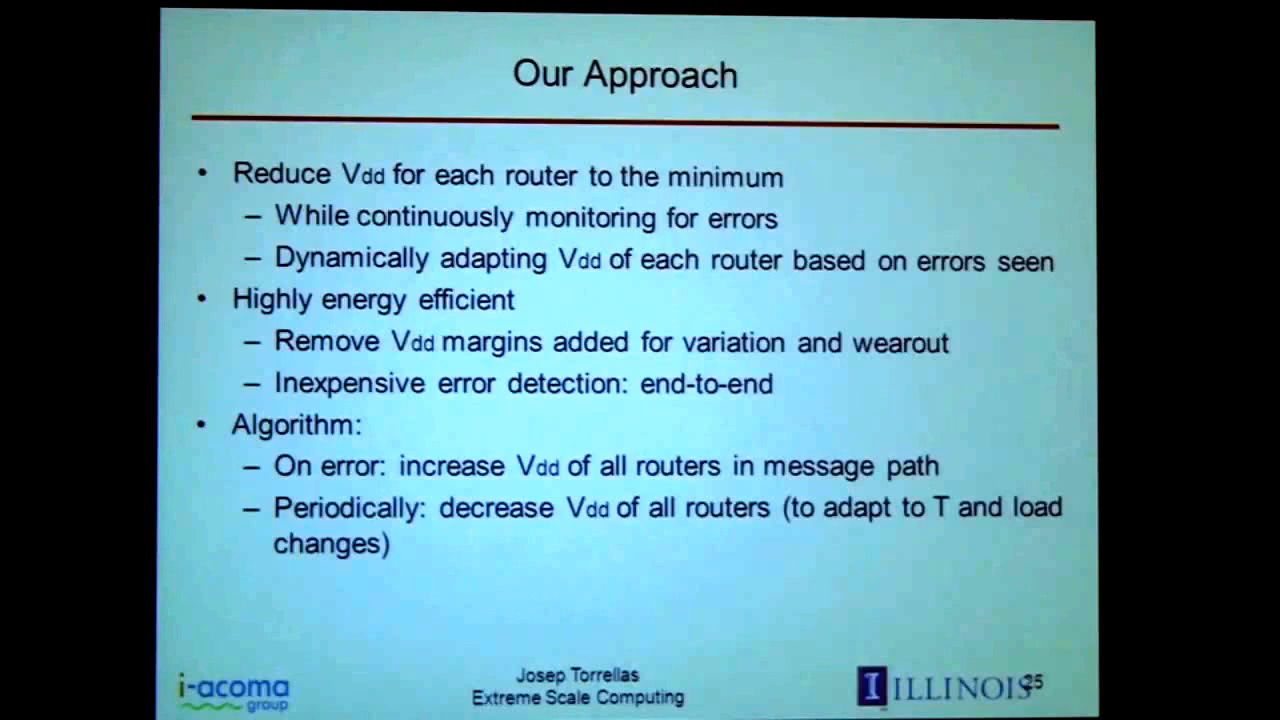 Our Approach
• Reduce Vdd for each router to the minimum
– While continuously monitoring for errors
– Dynamically adapting Vdd of each router based on errors seen
• Highly energy efficient
– Remove Vdd margins added for variation and wearout
– Inexpensive error detection: end-to-end
• Algorithm:
– On error: increase Vdd of all routers in message path
– Periodically: decrease Vdd of all routers (to adapt to T and load
changes)
i-acoma
group
Josep Torrellas
Extreme Scale Computing
I ILLINOIS
25